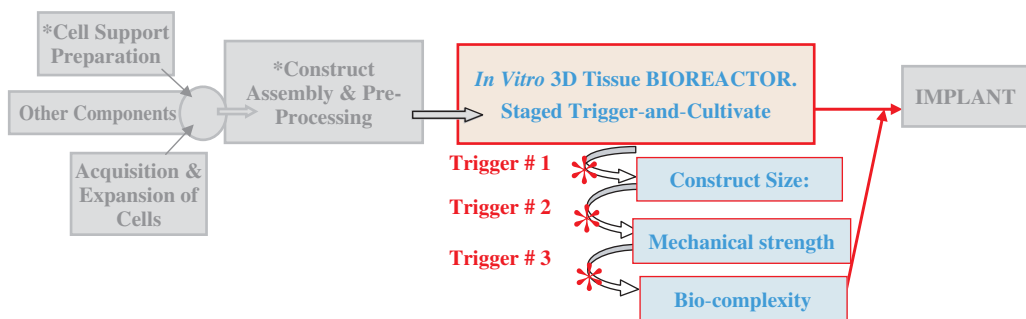 *Cell Support
Preparation
Other Components
Acquisition &
Expansion of
Cells
*Construct
Assembly & Pre-
Processing
In Vitro 3D Tissue BIOREACTOR.
Staged Trigger-and-Cultivate
IMPLANT
Trigger # 1
Construct Size:
Trigger # 2
Mechanical strength
Trigger # 3
Bio-complexity